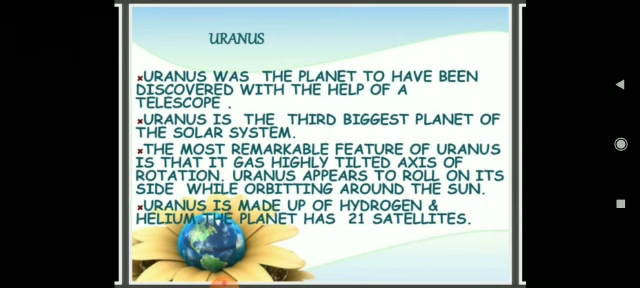 URANUS
×URANUS WAS THE PLANET TO HAVE BEEN
DISCOVERED WITH THE HELP OF A
TELESCOPE .
×URANUS IS THE THIRD BIGGEST PLANET OF
THE SOLAR SYSTEM.
×THE MOST REMARKABLE FEATURE OF URANUS
IS THAT IT GAS HIGHLY TILTED AXIS OF
ROTATION. URANUS APPEARS TO ROLL ON ITS
SIDE WHILE ORBITTING AROUND THE SUN.
×URANUS IS MADE UP OF HYDROGEN &
HELIUM.THE PLANET HAS 21 SATELLITES.